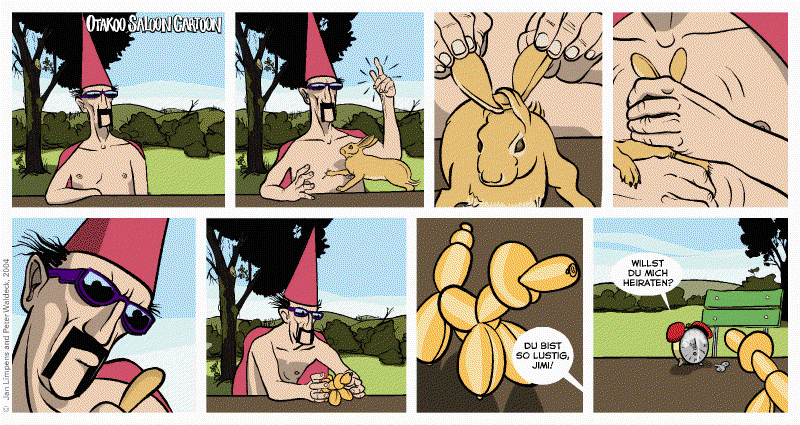 Otakoo Saloon Cartoon
WILLST
DU MICH
HEIRATEN?
DU BIST
SO LUSTIG,
JIMI!
© Jan Limpens and Peter Waldeck, 2004